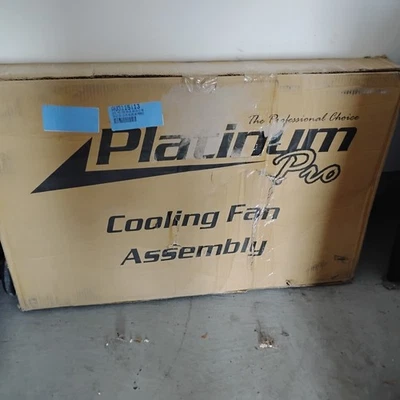 The Professional Choice
Platinum
Pro
Cooling Fan
Assembly